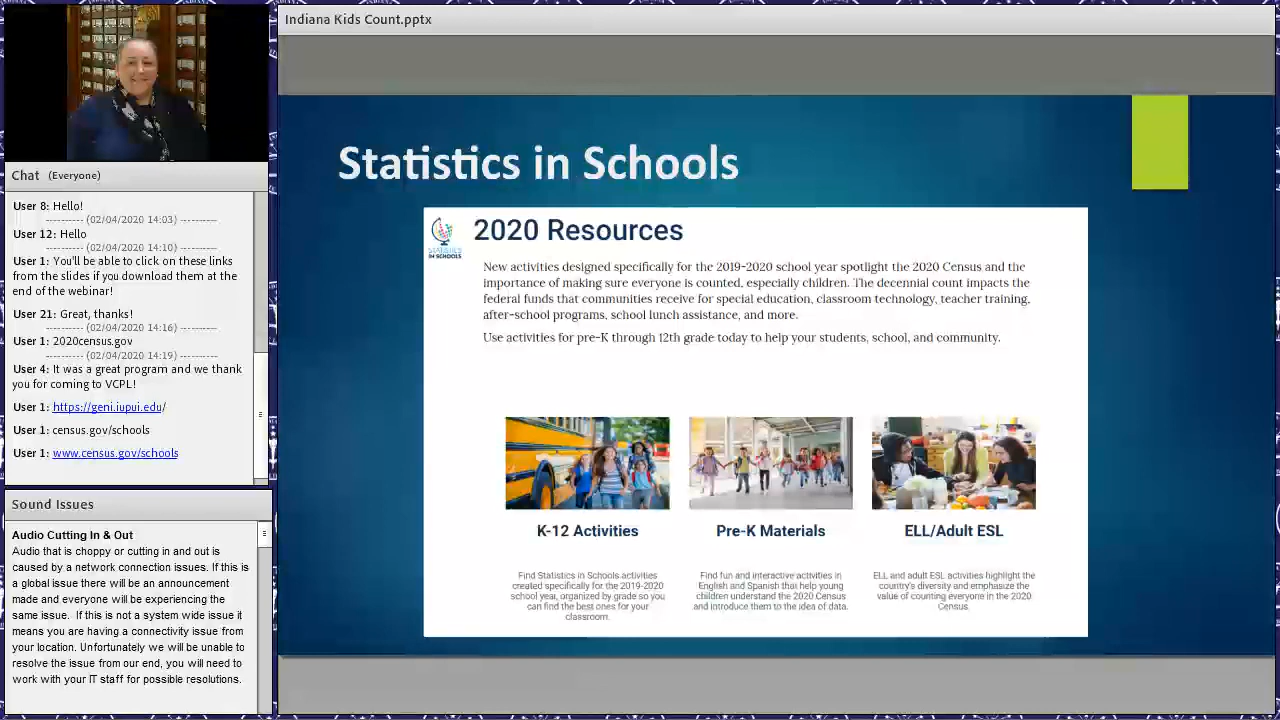 Indiana Kids Count.pptx
Chat (Everyone)
User 8: Hello!
---------- (02/04/2020 14:03) ----------
User 12: Hello
---------- (02/04/2020 14:10) ----------
User 1: You'll be able to click on these links
from the slides if you download them at the
end of the webinar!
User 21: Great, thanks!
---------- (02/04/2020 14:16) ----------
User 1: 2020census.gov
---------- (02/04/2020 14:19) ----------
User 4: It was a great program and we thank
you for coming to VCPL!
User 1: https://geni.iupui.edu/
User 1: census.gov/schools
User 1: www.census.gov/schools
Sound Issues
Audio Cutting In & Out
Audio that is choppy or cutting in and out is
caused by a network connection issues. If this is
a global issue there will be an announcement
made and everyone will be experiencing the
same issue. If this is not a system wide issue it
means you are having a connectivity issue from
your location. Unfortunately we will be unable to
resolve the issue from our end, you will need to
work with your IT staff for possible resolutions.
Statistics in Schools
STATISTICS
IN SCHOOLS
2020 Resources
New activities designed specifically for the 2019-2020 school year spotlight the 2020 Census and the
importance of making sure everyone is counted, especially children. The decennial count impacts the
federal funds that communities receive for special education, classroom technology, teacher training,
after-school programs, school lunch assistance, and more.
Use activities for pre-K through 12th grade today to help your students, school, and community.
K-12 Activities
Find Statistics in Schools activities
created specifically for the 2019-2020
school year, organized by grade so you
can find the best ones for your
classroom.
Pre-K Materials
Find fun and interactive activities in
English and Spanish that help young
children understand the 2020 Census
and introduce them to the idea of data.
ELL/Adult ESL
ELL and adult ESL activities highlight the
country's diversity and emphasize the
value of counting everyone in the 2020
Census.